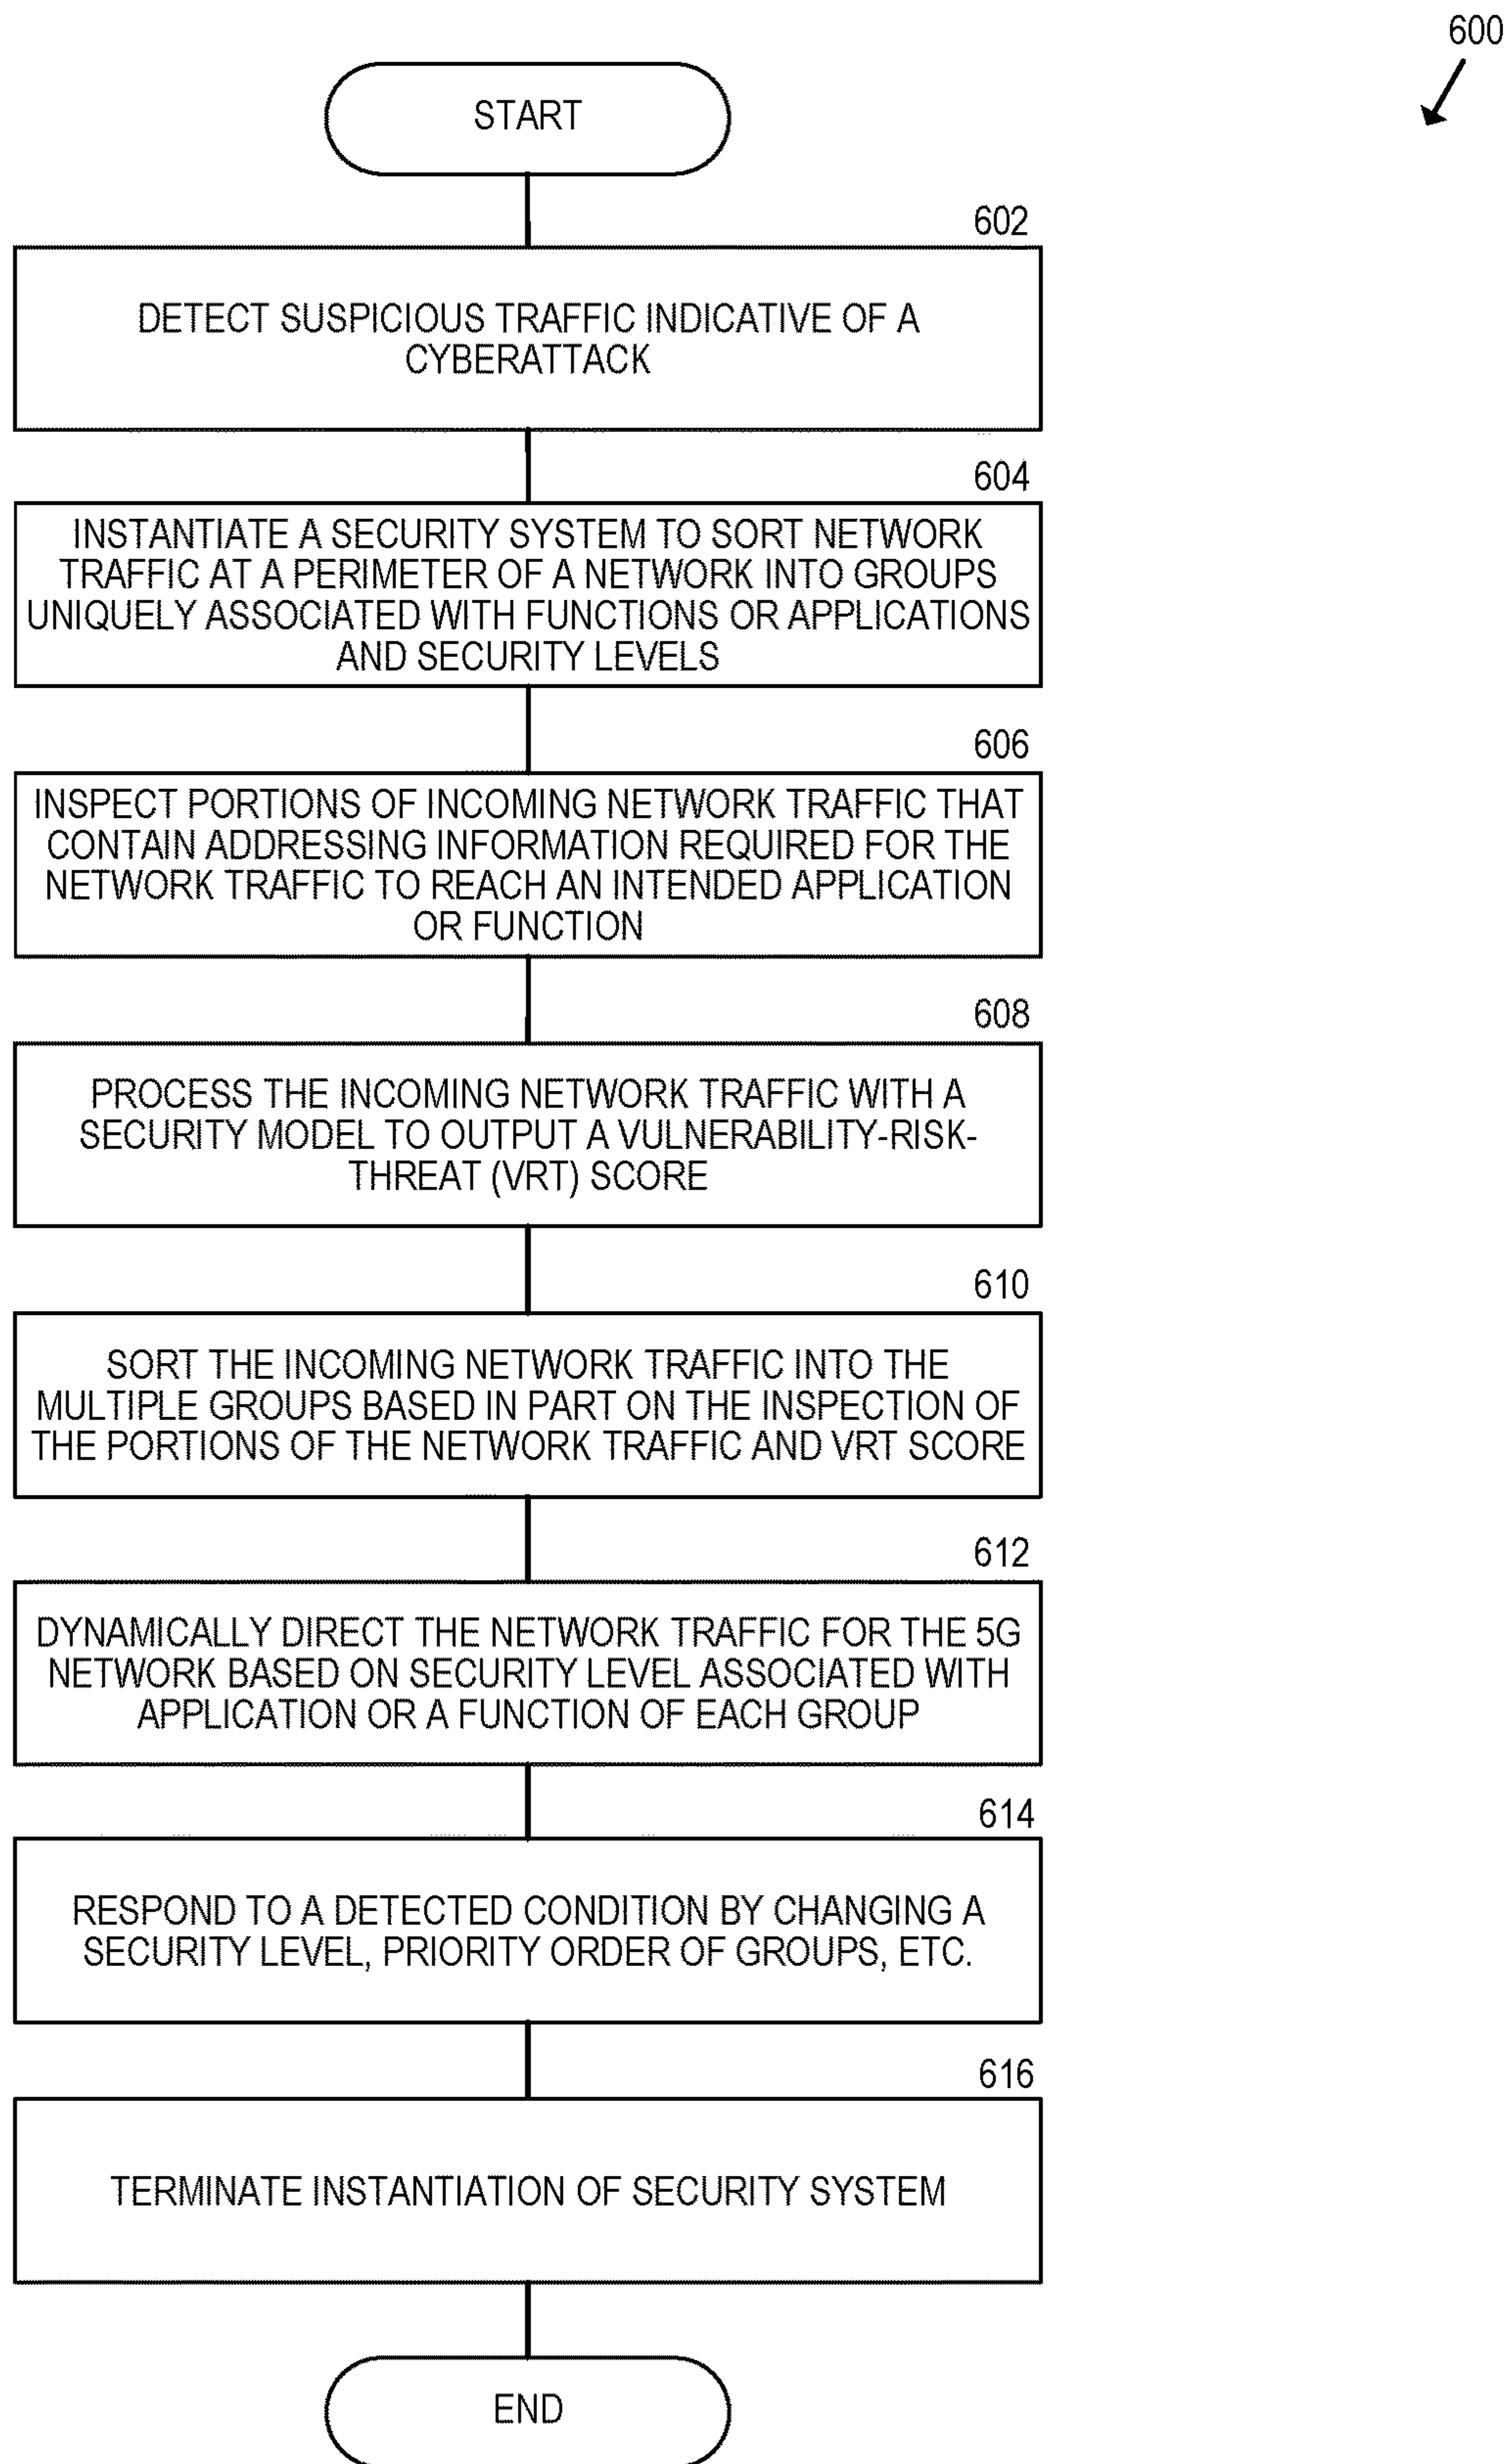 600
START
602
DETECT SUSPICIOUS TRAFFIC INDICATIVE OF A
CYBERATTACK
604
INSTANTIATE A SECURITY SYSTEM TO SORT NETWORK
TRAFFIC AT A PERIMETER OF A NETWORK INTO GROUPS
UNIQUELY ASSOCIATED WITH FUNCTIONS OR APPLICATIONS
AND SECURITY LEVELS
606
INSPECT PORTIONS OF INCOMING NETWORK TRAFFIC THAT
CONTAIN ADDRESSING INFORMATION REQUIRED FOR THE
NETWORK TRAFFIC TO REACH AN INTENDED APPLICATION
OR FUNCTION
608
PROCESS THE INCOMING NETWORK TRAFFIC WITH A
SECURITY MODEL TO OUTPUT A VULNERABILITY-RISK-
THREAT (VRT) SCORE
610
SORT THE INCOMING NETWORK TRAFFIC INTO THE
MULTIPLE GROUPS BASED IN PART ON THE INSPECTION OF
THE PORTIONS OF THE NETWORK TRAFFIC AND VRT SCORE
612
DYNAMICALLY DIRECT THE NETWORK TRAFFIC FOR THE 5G
NETWORK BASED ON SECURITY LEVEL ASSOCIATED WITH
APPLICATION OR A FUNCTION OF EACH GROUP
614
RESPOND TO A DETECTED CONDITION BY CHANGING A
SECURITY LEVEL, PRIORITY ORDER OF GROUPS, ETC.
616
TERMINATE INSTANTIATION OF SECURITY SYSTEM
END